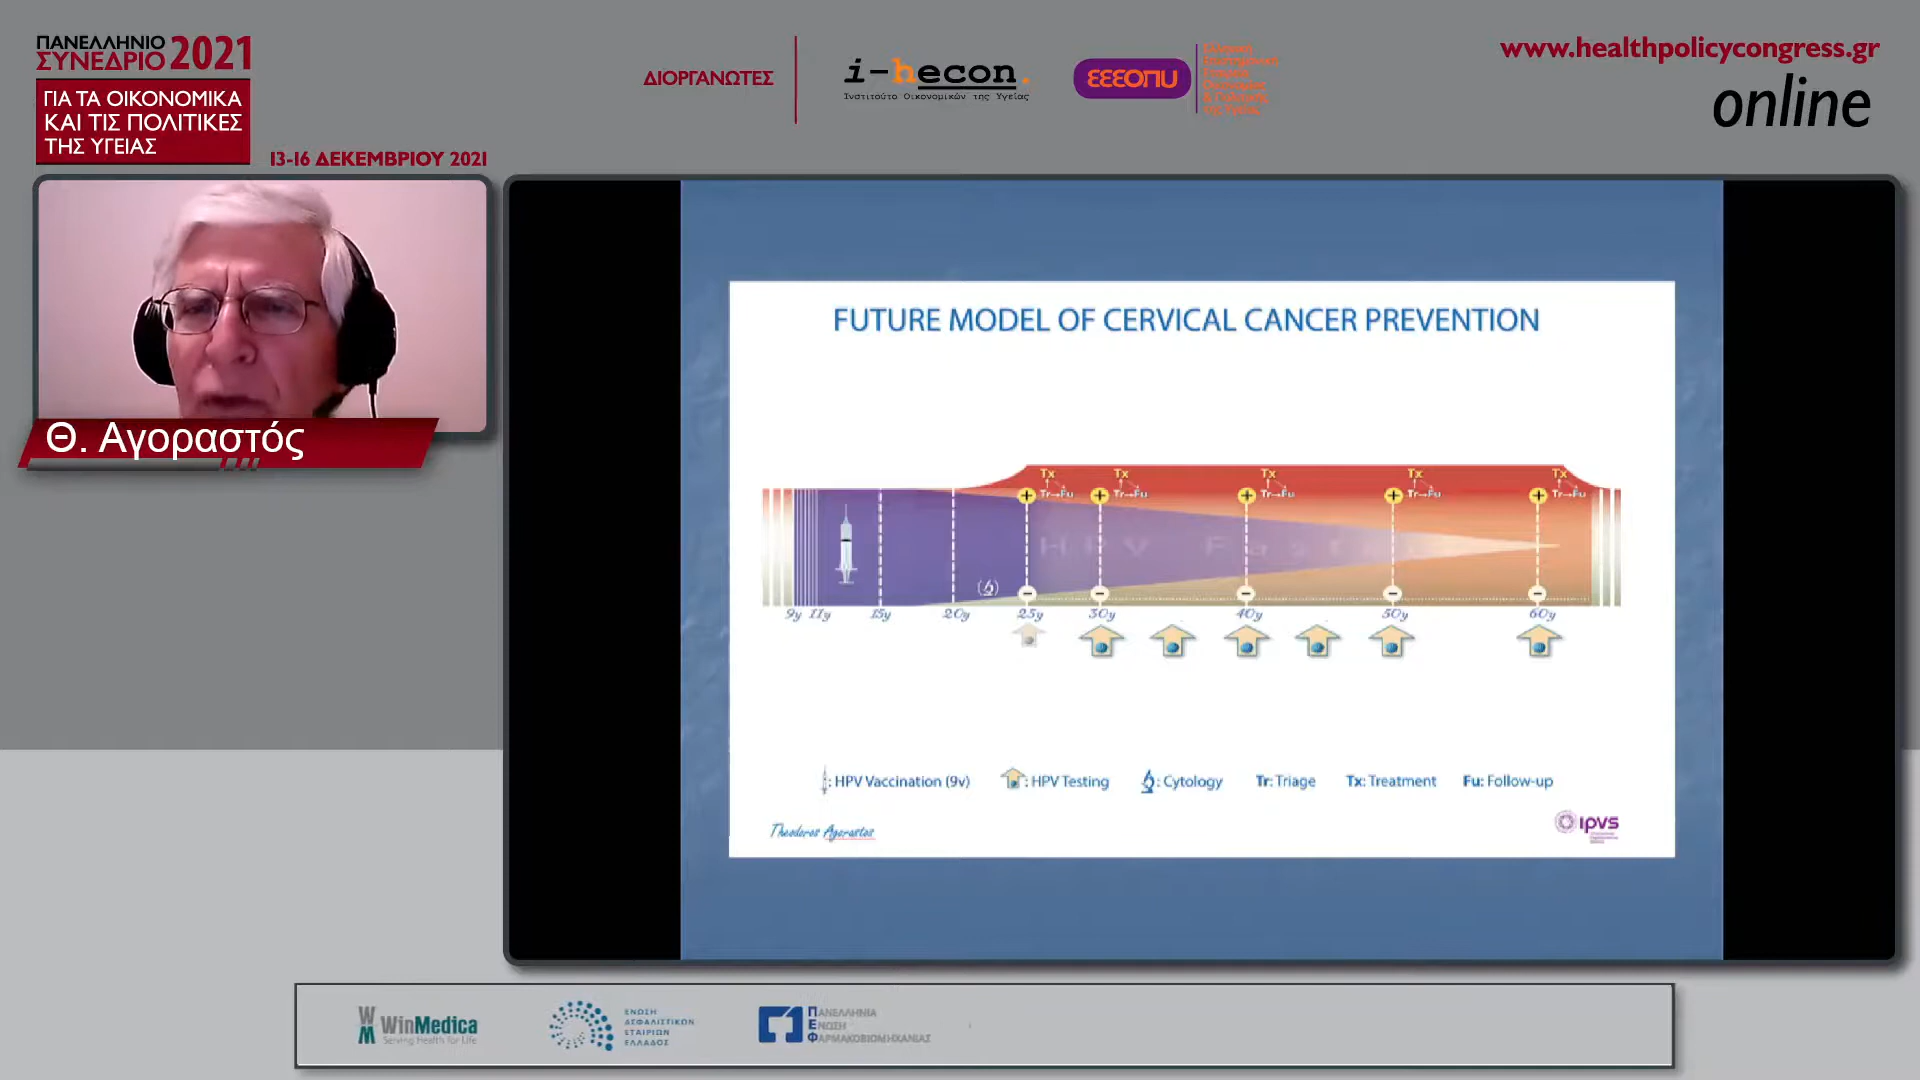 ΠΑΝΕΛΛΗΝΙΟ
ΣΥΝΕΔΡΙΟ 2021
ΓΙΑ ΤΑ ΟΙΚΟΝΟΜΙΚΑ
ΚΑΙ ΤΙΣ ΠΟΛΙΤΙΚΕΣ
ΤΗΣ ΥΓΕΙΑΣ
13-16 ΔΕΚΕΜΒΡΙΟΥ 2021
ΔΙΟΡΓΑΝΩΤΕΣ
i-hecon.
Ινστιτούτο Οικονομικών της Υγείας
ΕΕΕΟΠΥ
www.healthpolicycongress.gr
online
Θ. Αγοραστός
FUTURE MODEL OF CERVICAL CANCER PREVENTION
Tx Tx Tx Tx Tx
Tr→Fu Tr→Fu Tr→Fu Tr→Fu Tr→Fu
HPV
9y 11y 15y 20y 25y 30y 40y 50y 60y
: HPV Vaccination (9v) : HPV Testing : Cytology Tr: Triage Tx: Treatment Fu: Follow-up
Theodoros Agorastos
ipvs
WM WinMedica
Serving Health for Life
ΕΝΩΣΗ
ΑΣΦΑΛΙΣΤΙΚΩΝ
ΕΤΑΙΡΙΩΝ
ΕΛΛΑΔΟΣ
ΠΑΝΕΛΛΗΝΙΑ
ΕΝΩΣΗ
ΦΑΡΜΑΚΟΒΙΟΜΗΧΑΝΙΑΣ